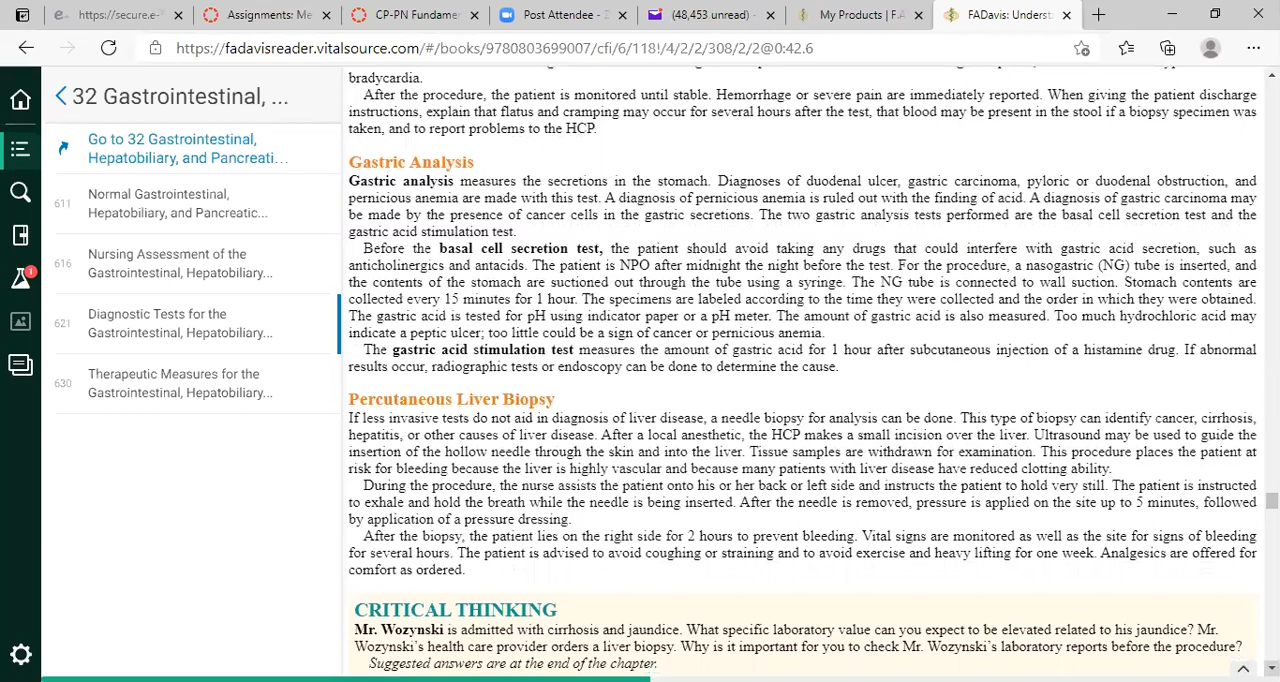 https://secure.e-
Assignments: Me
CP-PN Fundame
Post Attendee - Z
(48,453 unread) -
My Products | F.A
FADavis: Underst
https://fadavisreader.vitalsource.com/#/books/9780803699007/cfi/6/118!/4/2/2/308/2/2@0:42.6
32 Gastrointestinal, ...
Go to 32 Gastrointestinal,
Hepatobiliary, and Pancreati...
611
Normal Gastrointestinal,
Hepatobiliary, and Pancreatic...
616
Nursing Assessment of the
Gastrointestinal, Hepatobiliary...
621
Diagnostic Tests for the
Gastrointestinal, Hepatobiliary...
630
Therapeutic Measures for the
Gastrointestinal, Hepatobiliary...
1
bradycardia.
After the procedure, the patient is monitored until stable. Hemorrhage or severe pain are immediately reported. When giving the patient discharge
instructions, explain that flatus and cramping may occur for several hours after the test, that blood may be present in the stool if a biopsy specimen was
taken, and to report problems to the HCP.
Gastric Analysis
Gastric analysis measures the secretions in the stomach. Diagnoses of duodenal ulcer, gastric carcinoma, pyloric or duodenal obstruction, and
pernicious anemia are made with this test. A diagnosis of pernicious anemia is ruled out with the finding of acid. A diagnosis of gastric carcinoma may
be made by the presence of cancer cells in the gastric secretions. The two gastric analysis tests performed are the basal cell secretion test and the
gastric acid stimulation test.
Before the basal cell secretion test, the patient should avoid taking any drugs that could interfere with gastric acid secretion, such as
anticholinergics and antacids. The patient is NPO after midnight the night before the test. For the procedure, a nasogastric (NG) tube is inserted, and
the contents of the stomach are suctioned out through the tube using a syringe. The NG tube is connected to wall suction. Stomach contents are
collected every 15 minutes for 1 hour. The specimens are labeled according to the time they were collected and the order in which they were obtained.
The gastric acid is tested for pH using indicator paper or a pH meter. The amount of gastric acid is also measured. Too much hydrochloric acid may
indicate a peptic ulcer; too little could be a sign of cancer or pernicious anemia.
The gastric acid stimulation test measures the amount of gastric acid for 1 hour after subcutaneous injection of a histamine drug. If abnormal
results occur, radiographic tests or endoscopy can be done to determine the cause.
Percutaneous Liver Biopsy
If less invasive tests do not aid in diagnosis of liver disease, a needle biopsy for analysis can be done. This type of biopsy can identify cancer, cirrhosis,
hepatitis, or other causes of liver disease. After a local anesthetic, the HCP makes a small incision over the liver. Ultrasound may be used to guide the
insertion of the hollow needle through the skin and into the liver. Tissue samples are withdrawn for examination. This procedure places the patient at
risk for bleeding because the liver is highly vascular and because many patients with liver disease have reduced clotting ability.
During the procedure, the nurse assists the patient onto his or her back or left side and instructs the patient to hold very still. The patient is instructed
to exhale and hold the breath while the needle is being inserted. After the needle is removed, pressure is applied on the site up to 5 minutes, followed
by application of a pressure dressing.
After the biopsy, the patient lies on the right side for 2 hours to prevent bleeding. Vital signs are monitored as well as the site for signs of bleeding
for several hours. The patient is advised to avoid coughing or straining and to avoid exercise and heavy lifting for one week. Analgesics are offered for
comfort as ordered.
CRITICAL THINKING
Mr. Wozynski is admitted with cirrhosis and jaundice. What specific laboratory value can you expect to be elevated related to his jaundice? Mr.
Wozynski's health care provider orders a liver biopsy. Why is it important for you to check Mr. Wozynski's laboratory reports before the procedure?
Suggested answers are at the end of the chapter.